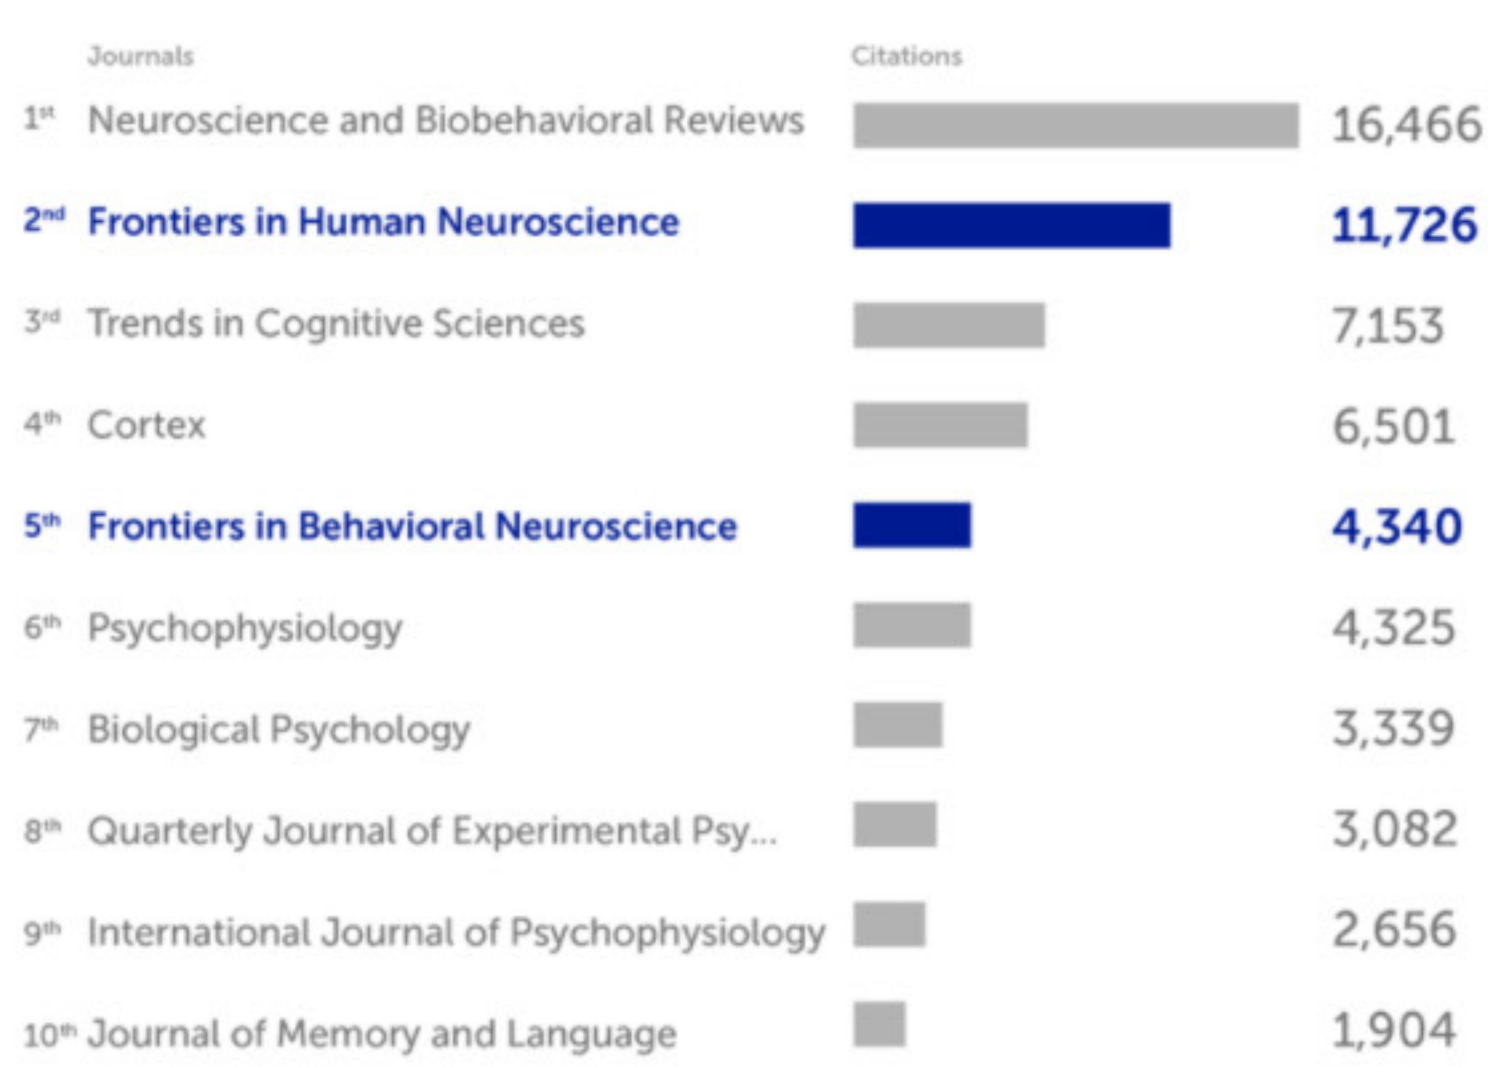 Journals Citations
1st Neuroscience and Biobehavioral Reviews 16,466
2nd Frontiers in Human Neuroscience 11,726
3rd Trends in Cognitive Sciences 7,153
4th Cortex 6,501
5th Frontiers in Behavioral Neuroscience 4,340
6th Psychophysiology 4,325
7th Biological Psychology 3,339
8th Quarterly Journal of Experimental Psy... 3,082
9th International Journal of Psychophysiology 2,656
10th Journal of Memory and Language 1,904